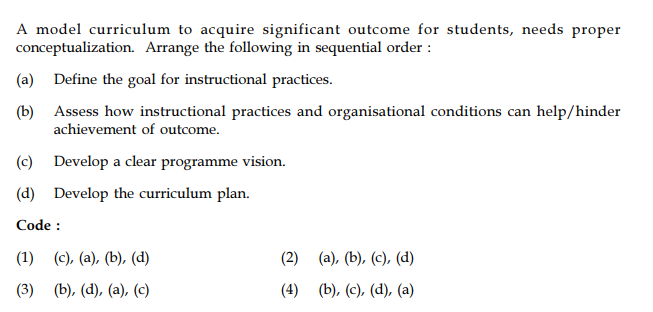 A model curriculum to acquire significant outcome for students, needs proper
conceptualization. Arrange the following in sequential order :
(a) Define the goal for instructional practices.
(b) Assess how instructional practices and organisational conditions can help/hinder
achievement of outcome.
(c) Develop a clear programme vision.
(d) Develop the curriculum plan.
Code :
(1) (c), (a), (b), (d) (2) (a), (b), (c), (d)
(3) (b), (d), (a), (c) (4) (b), (c), (d), (a)